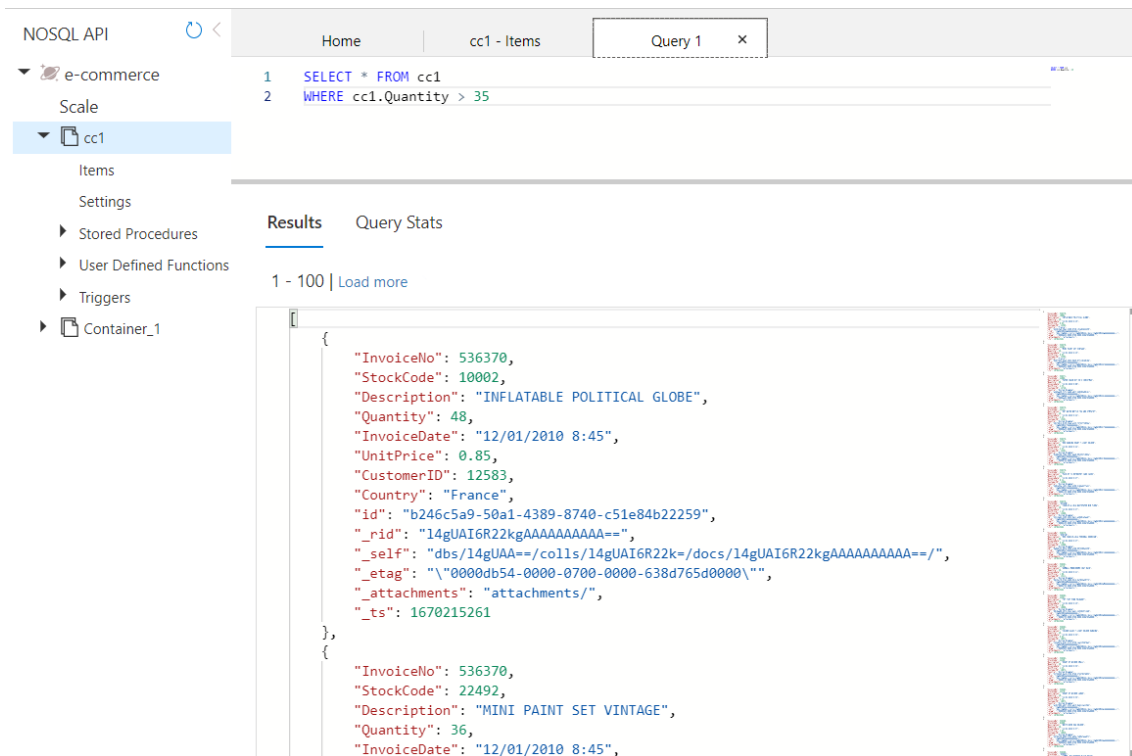 NOSQL API
e-commerce
Scale
cc1
Items
Settings
Stored Procedures
User Defined Functions
Triggers
Container_1
Home
cc1 - Items
Query 1
1 SELECT * FROM cc1
2 WHERE cc1.Quantity > 35
Results
Query Stats
1 - 100 | Load more
[
{
"InvoiceNo": 536370,
"StockCode": 10002,
"Description": "INFLATABLE POLITICAL GLOBE",
"Quantity": 48,
"InvoiceDate": "12/01/2010 8:45",
"UnitPrice": 0.85,
"CustomerID": 12583,
"Country": "France",
"id": "b246c5a9-50a1-4389-8740-c51e84b22259",
"_rid": "l4gUAI6R22kgAAAAAAAAAA==",
"_self": "dbs/l4gUAA==/colls/l4gUAI6R22k=/docs/l4gUAI6R22kgAAAAAAAAAA==/",
"_etag": "\"0000db54-0000-0700-0000-638d765d0000\"",
"_attachments": "attachments/",
"_ts": 1670215261
},
{
"InvoiceNo": 536370,
"StockCode": 22492,
"Description": "MINI PAINT SET VINTAGE",
"Quantity": 36,
"InvoiceDate": "12/01/2010 8:45",